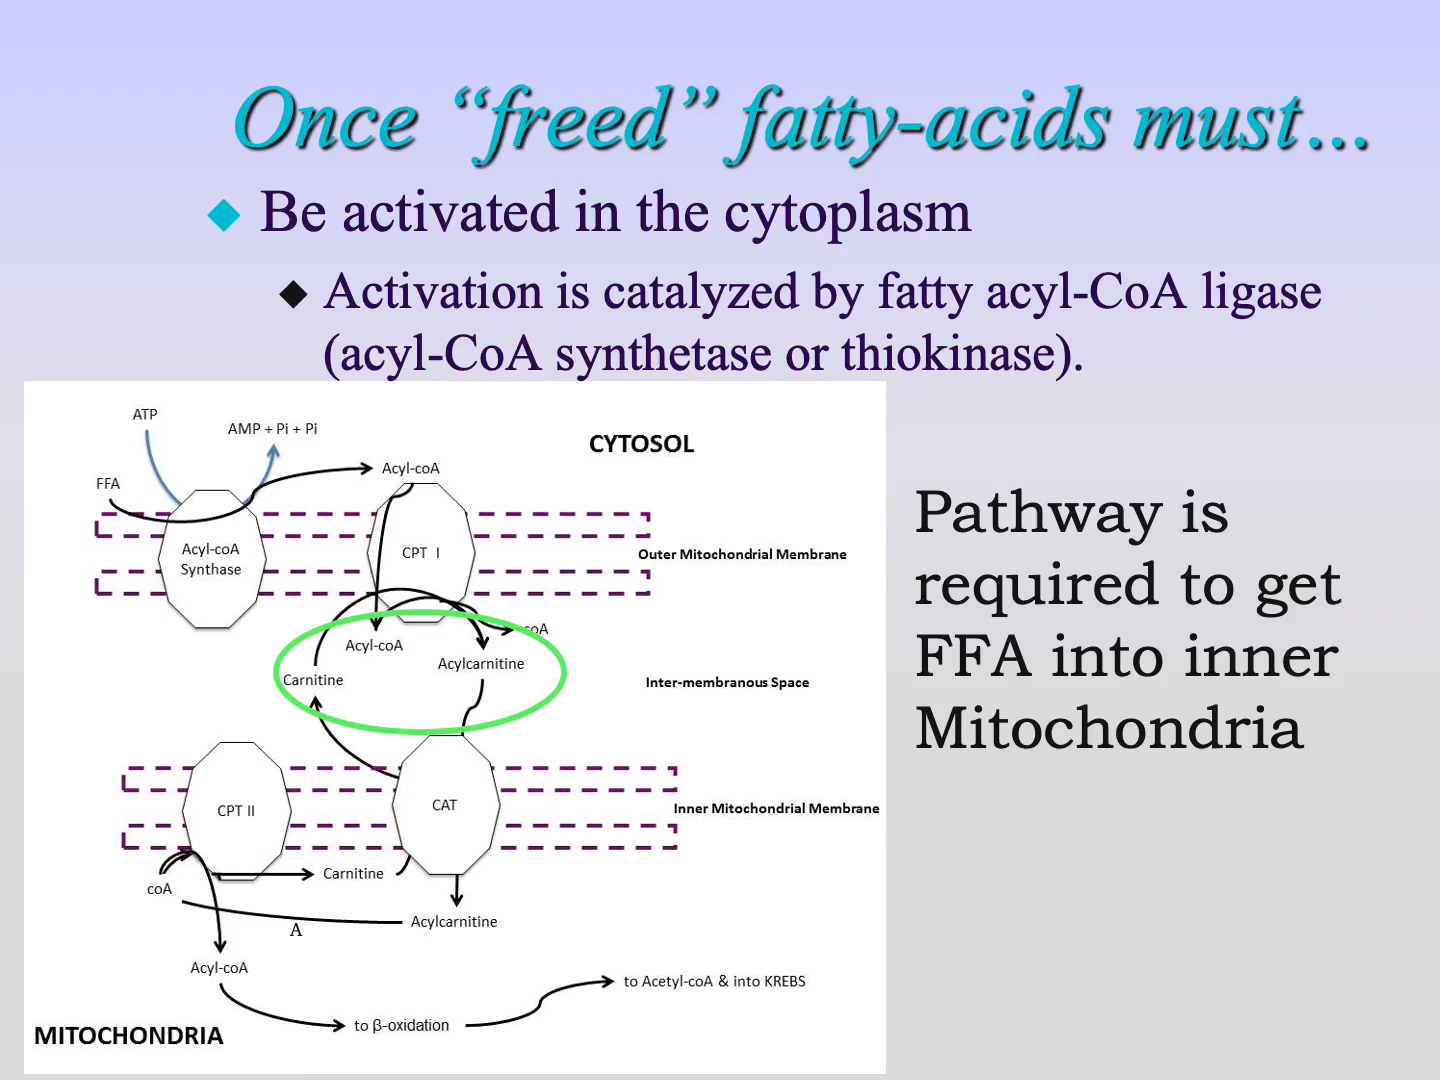 Once “freed” fatty-acids must…
Be activated in the cytoplasm
Activation is catalyzed by fatty acyl-CoA ligase
(acyl-CoA synthetase or thiokinase).
ATP
AMP + Pi + Pi
CYTOSOL
FFA
Acyl-coA
Acyl-coA
Synthase
CPT I
Outer Mitochondrial Membrane
coA
Acyl-coA
Acylcarnitine
Carnitine
Inter-membranous Space
CPT II
CAT
Inner Mitochondrial Membrane
Carnitine
coA
Acylcarnitine
A
Acyl-coA
to Acetyl-coA & into KREBS
to β-oxidation
MITOCHONDRIA
Pathway is
required to get
FFA into inner
Mitochondria